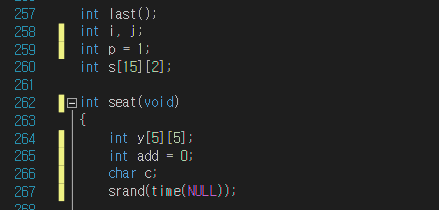 257 int last();
258 int i, j;
259 int p = 1;
260 int s[15][2];
261
262 int seat(void)
263 {
264 int y[5][5];
265 int add = 0;
266 char c;
267 srand(time(NULL));
268